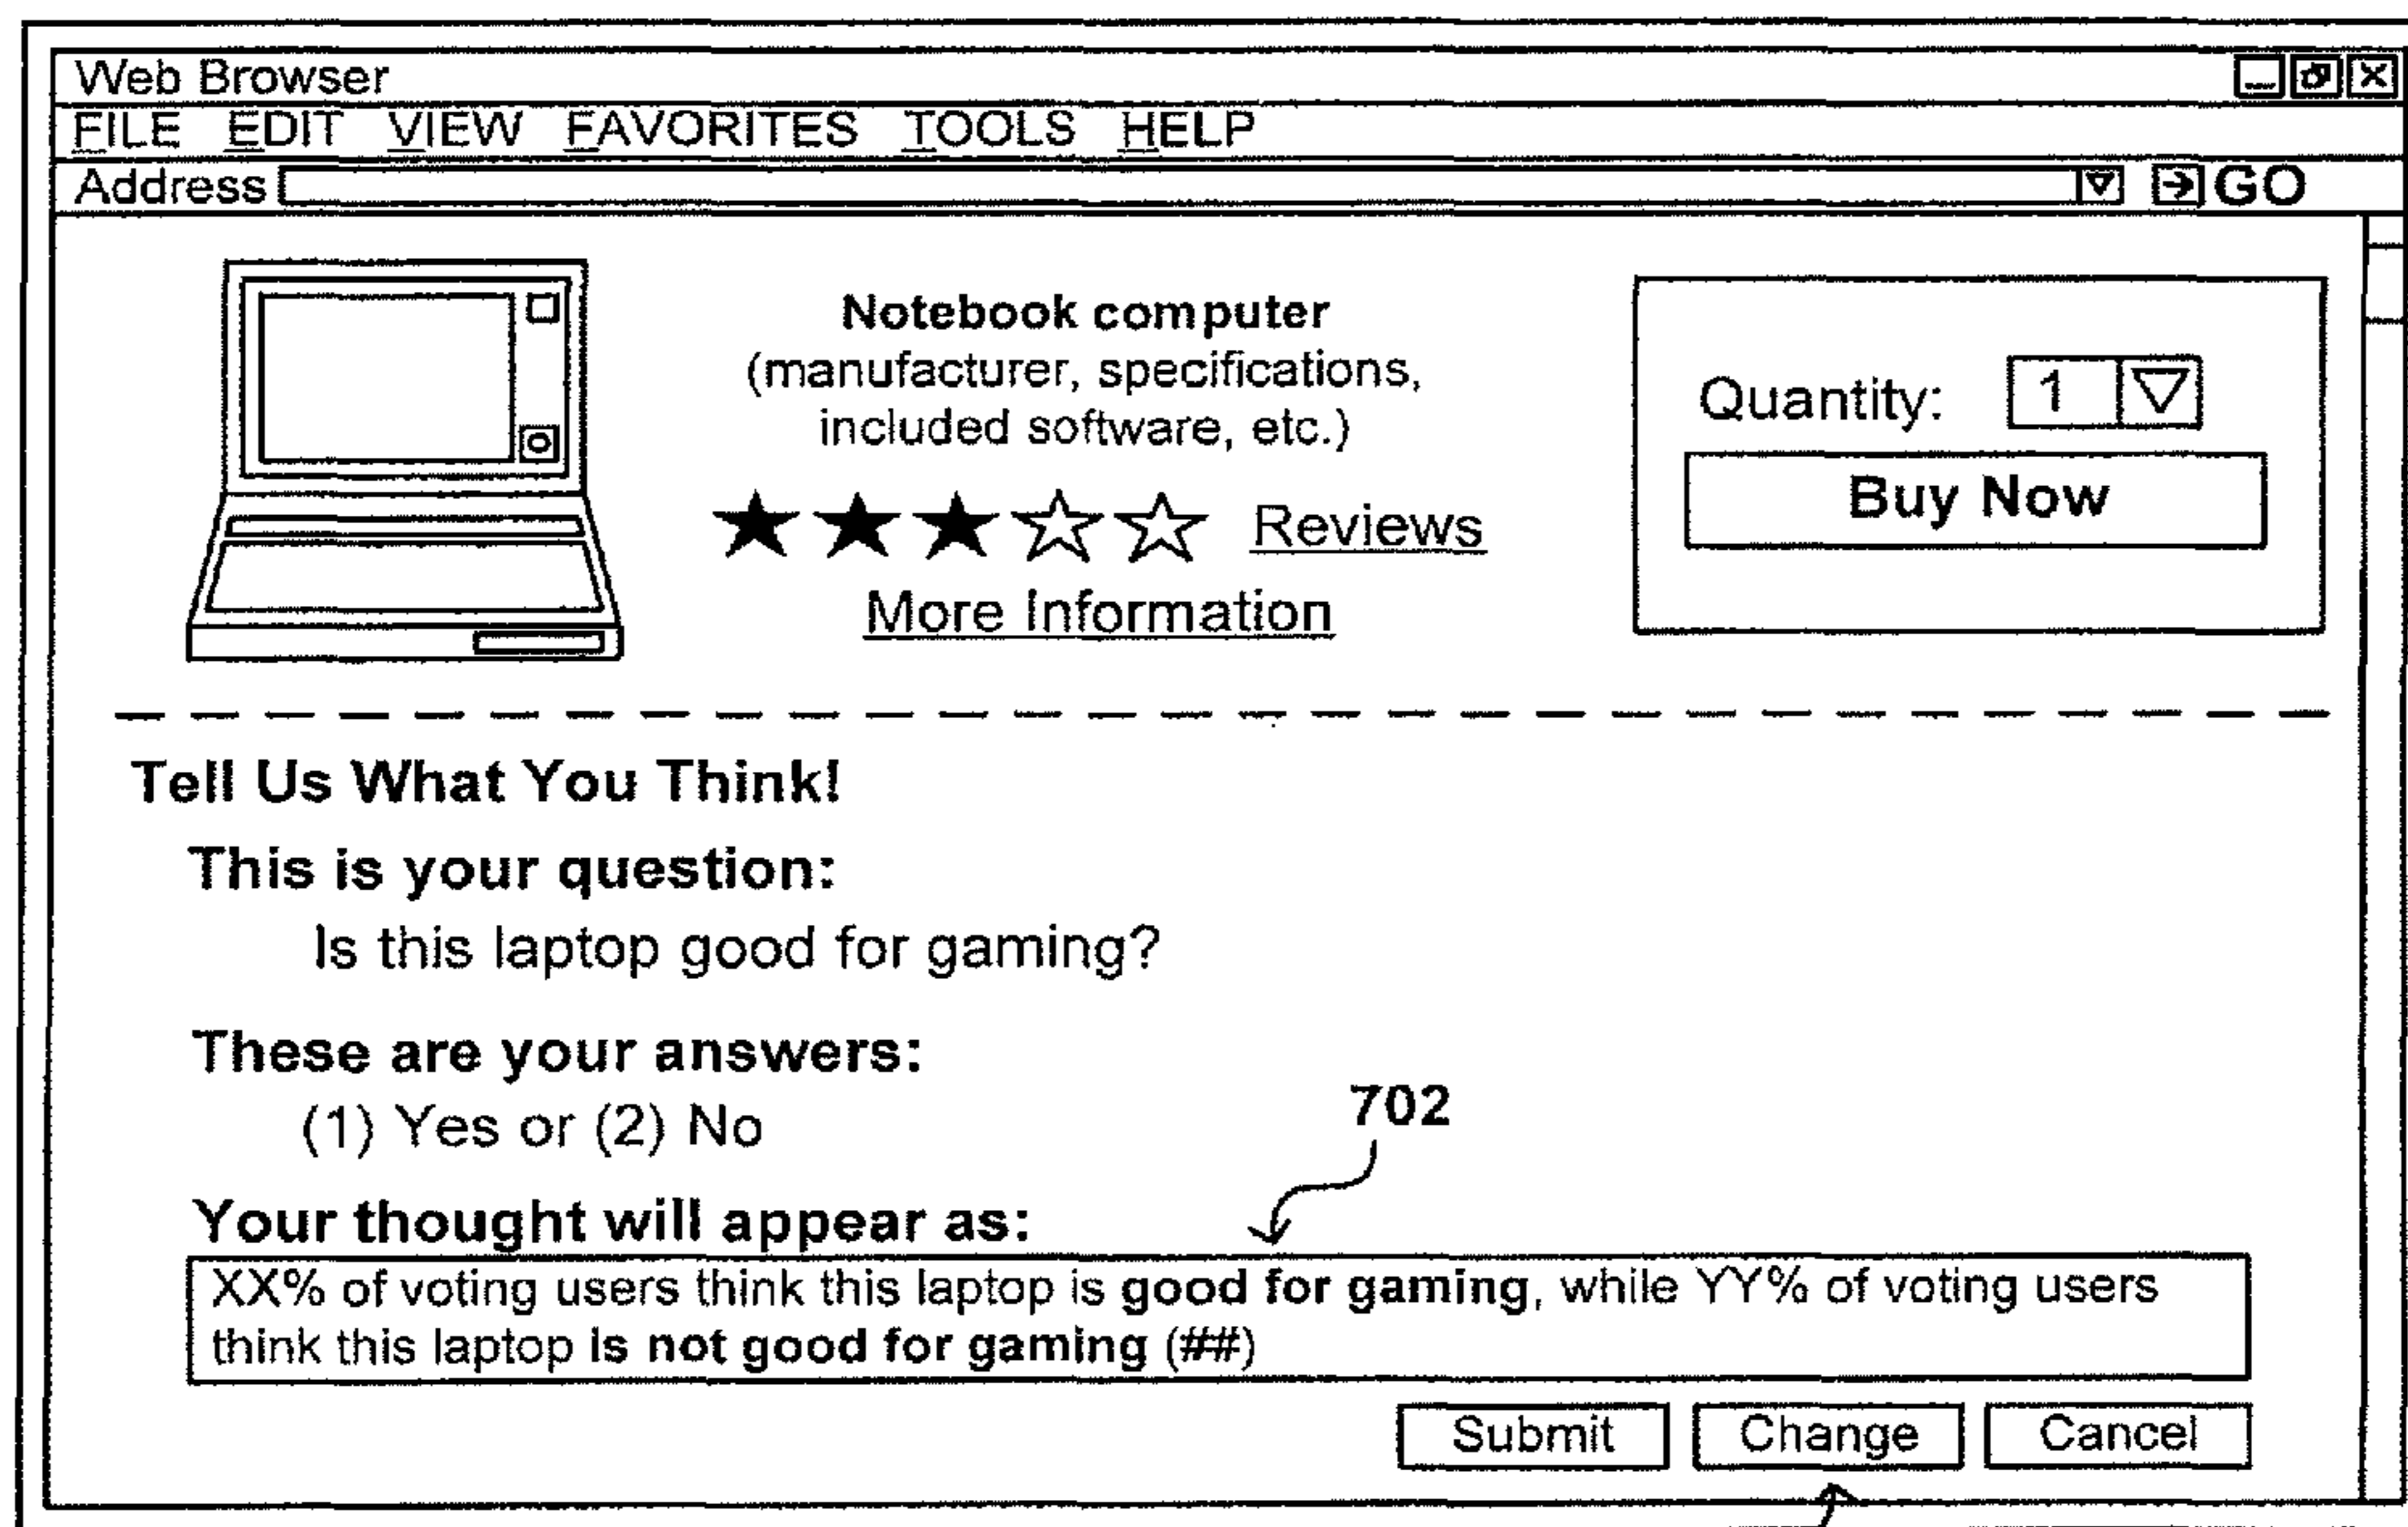 Web Browser
FILE EDIT VIEW FAVORITES TOOLS HELP
Address GO
Notebook computer
(manufacturer, specifications,
included software, etc.)
Reviews
More Information
Quantity: 1
Buy Now
Tell Us What You Think!
This is your question:
Is this laptop good for gaming?
These are your answers:
(1) Yes or (2) No
702
Your thought will appear as:
XX% of voting users think this laptop is good for gaming, while YY% of voting users
think this laptop is not good for gaming (##)
Submit Change Cancel